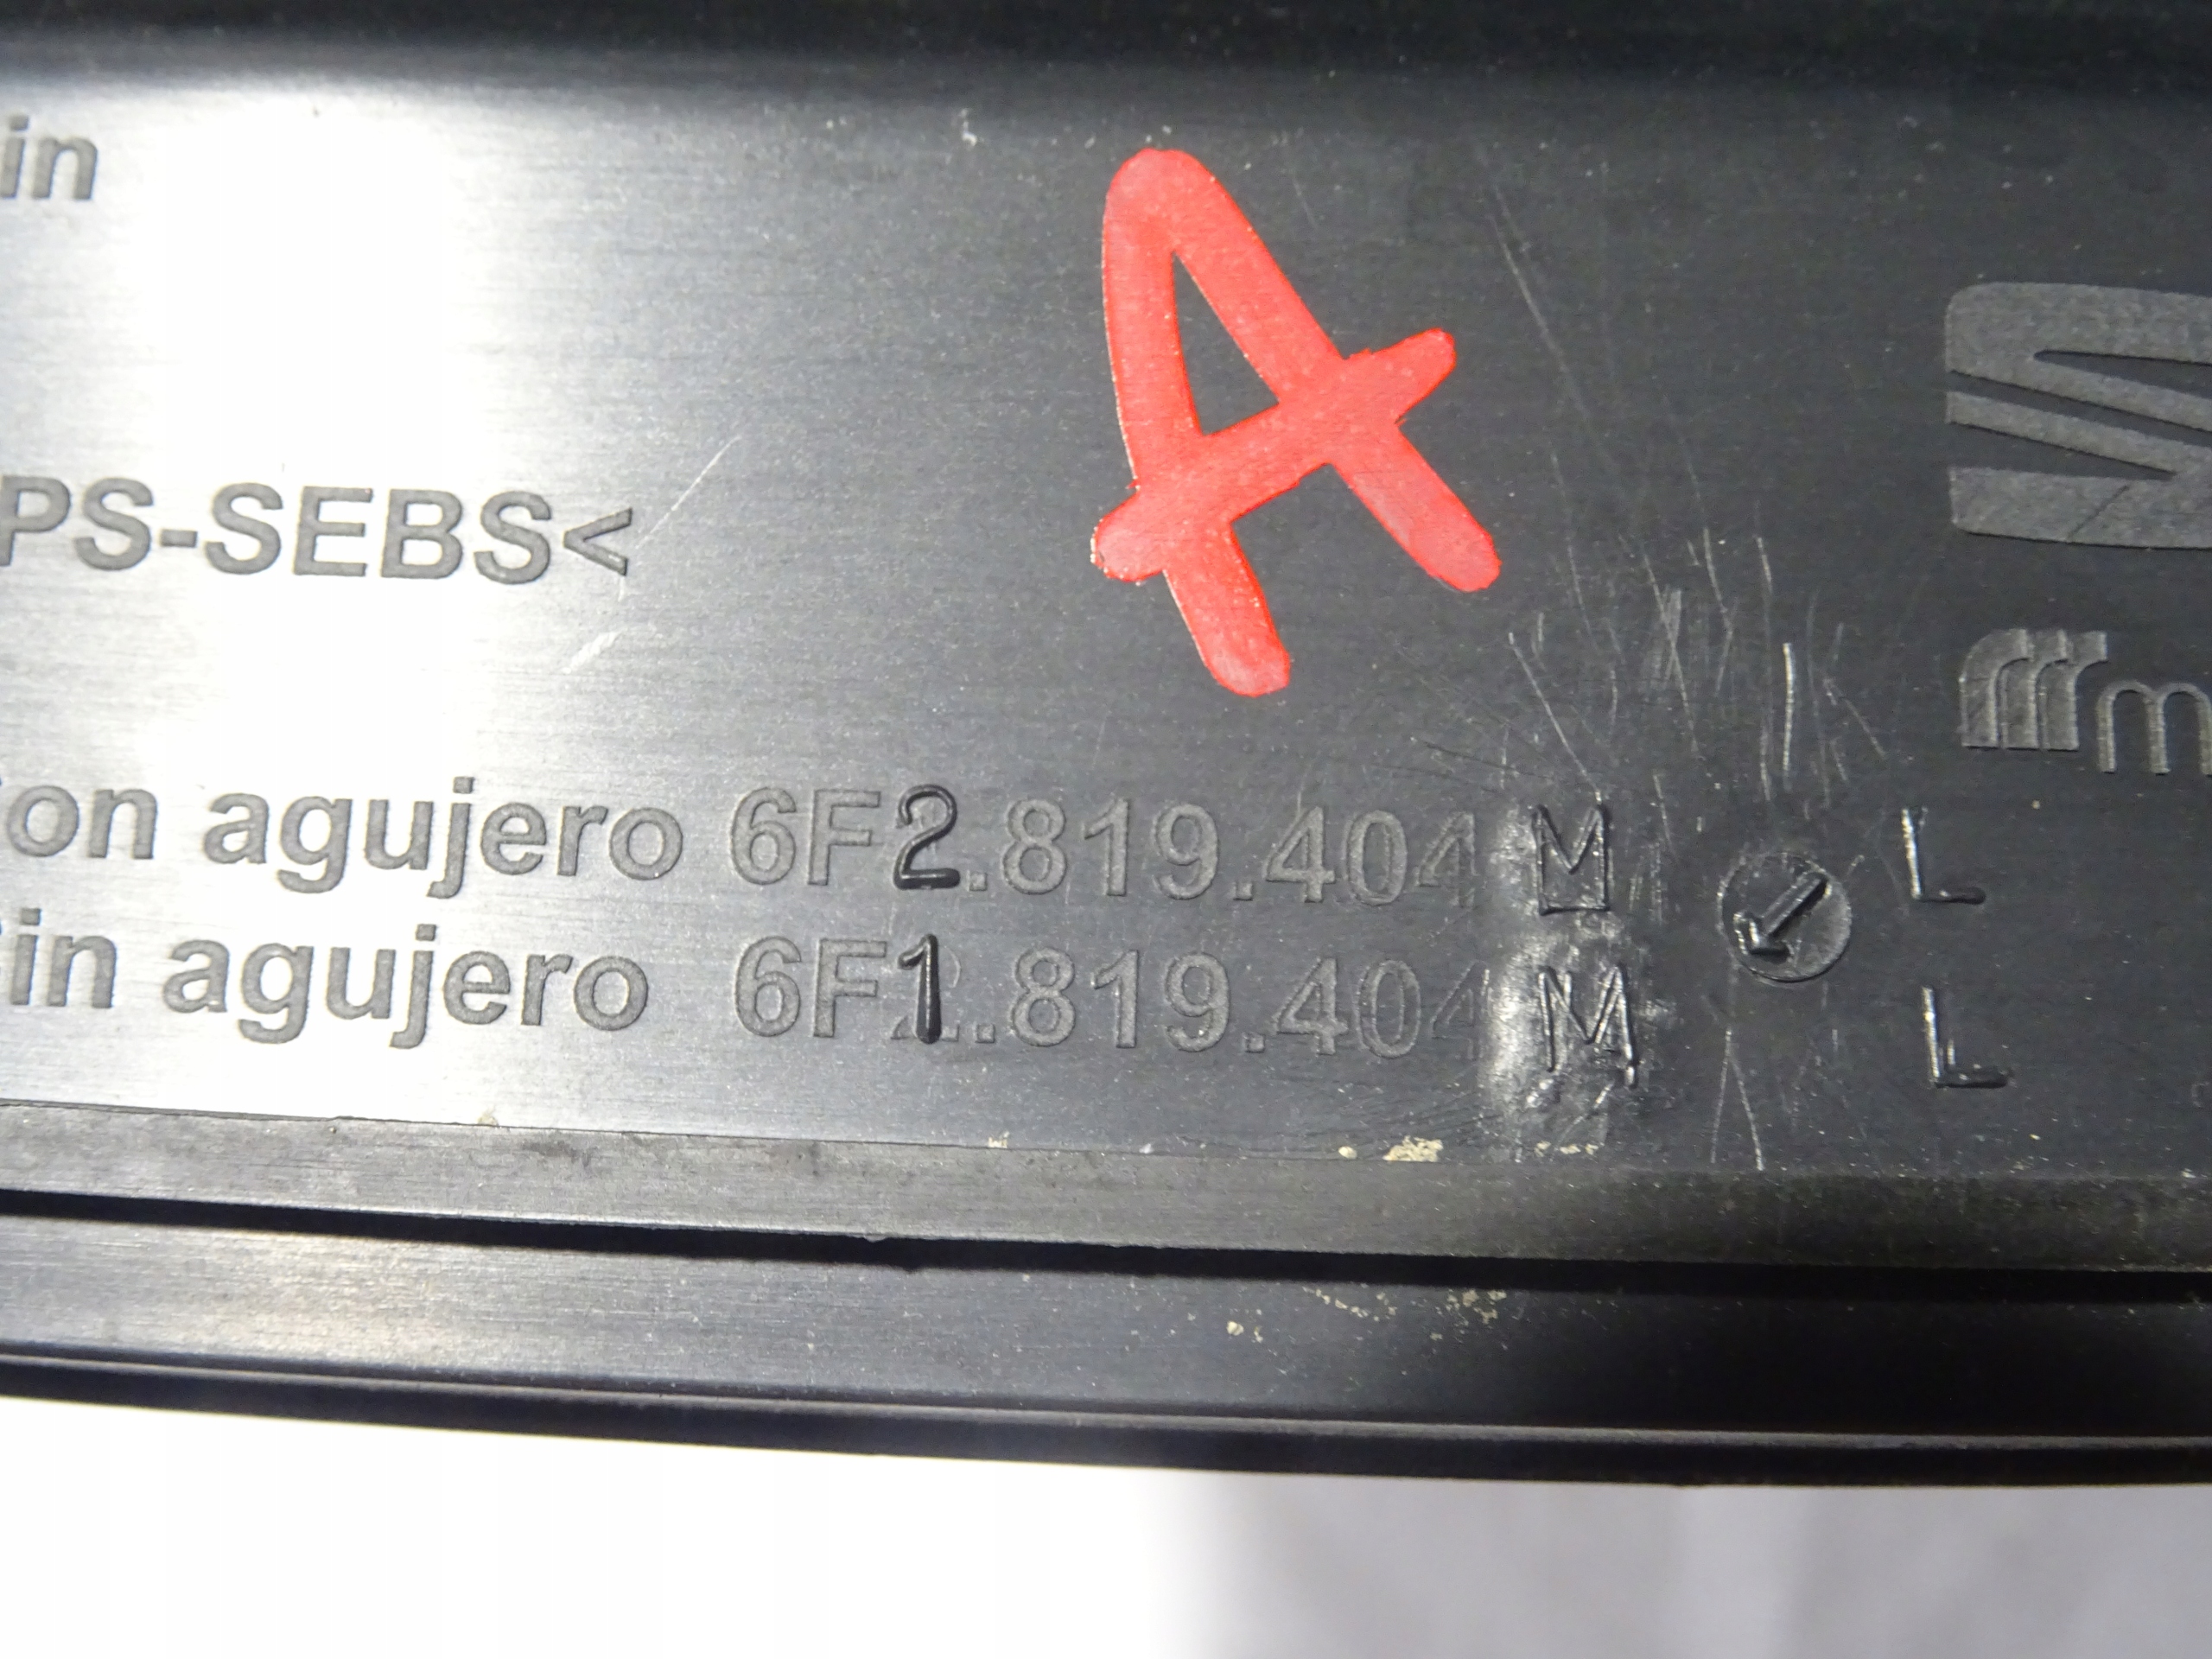 in
A
PS-SEBS<
m
on agujero 6F2.819.404 M L
in agujero 6F1.819.404 M L